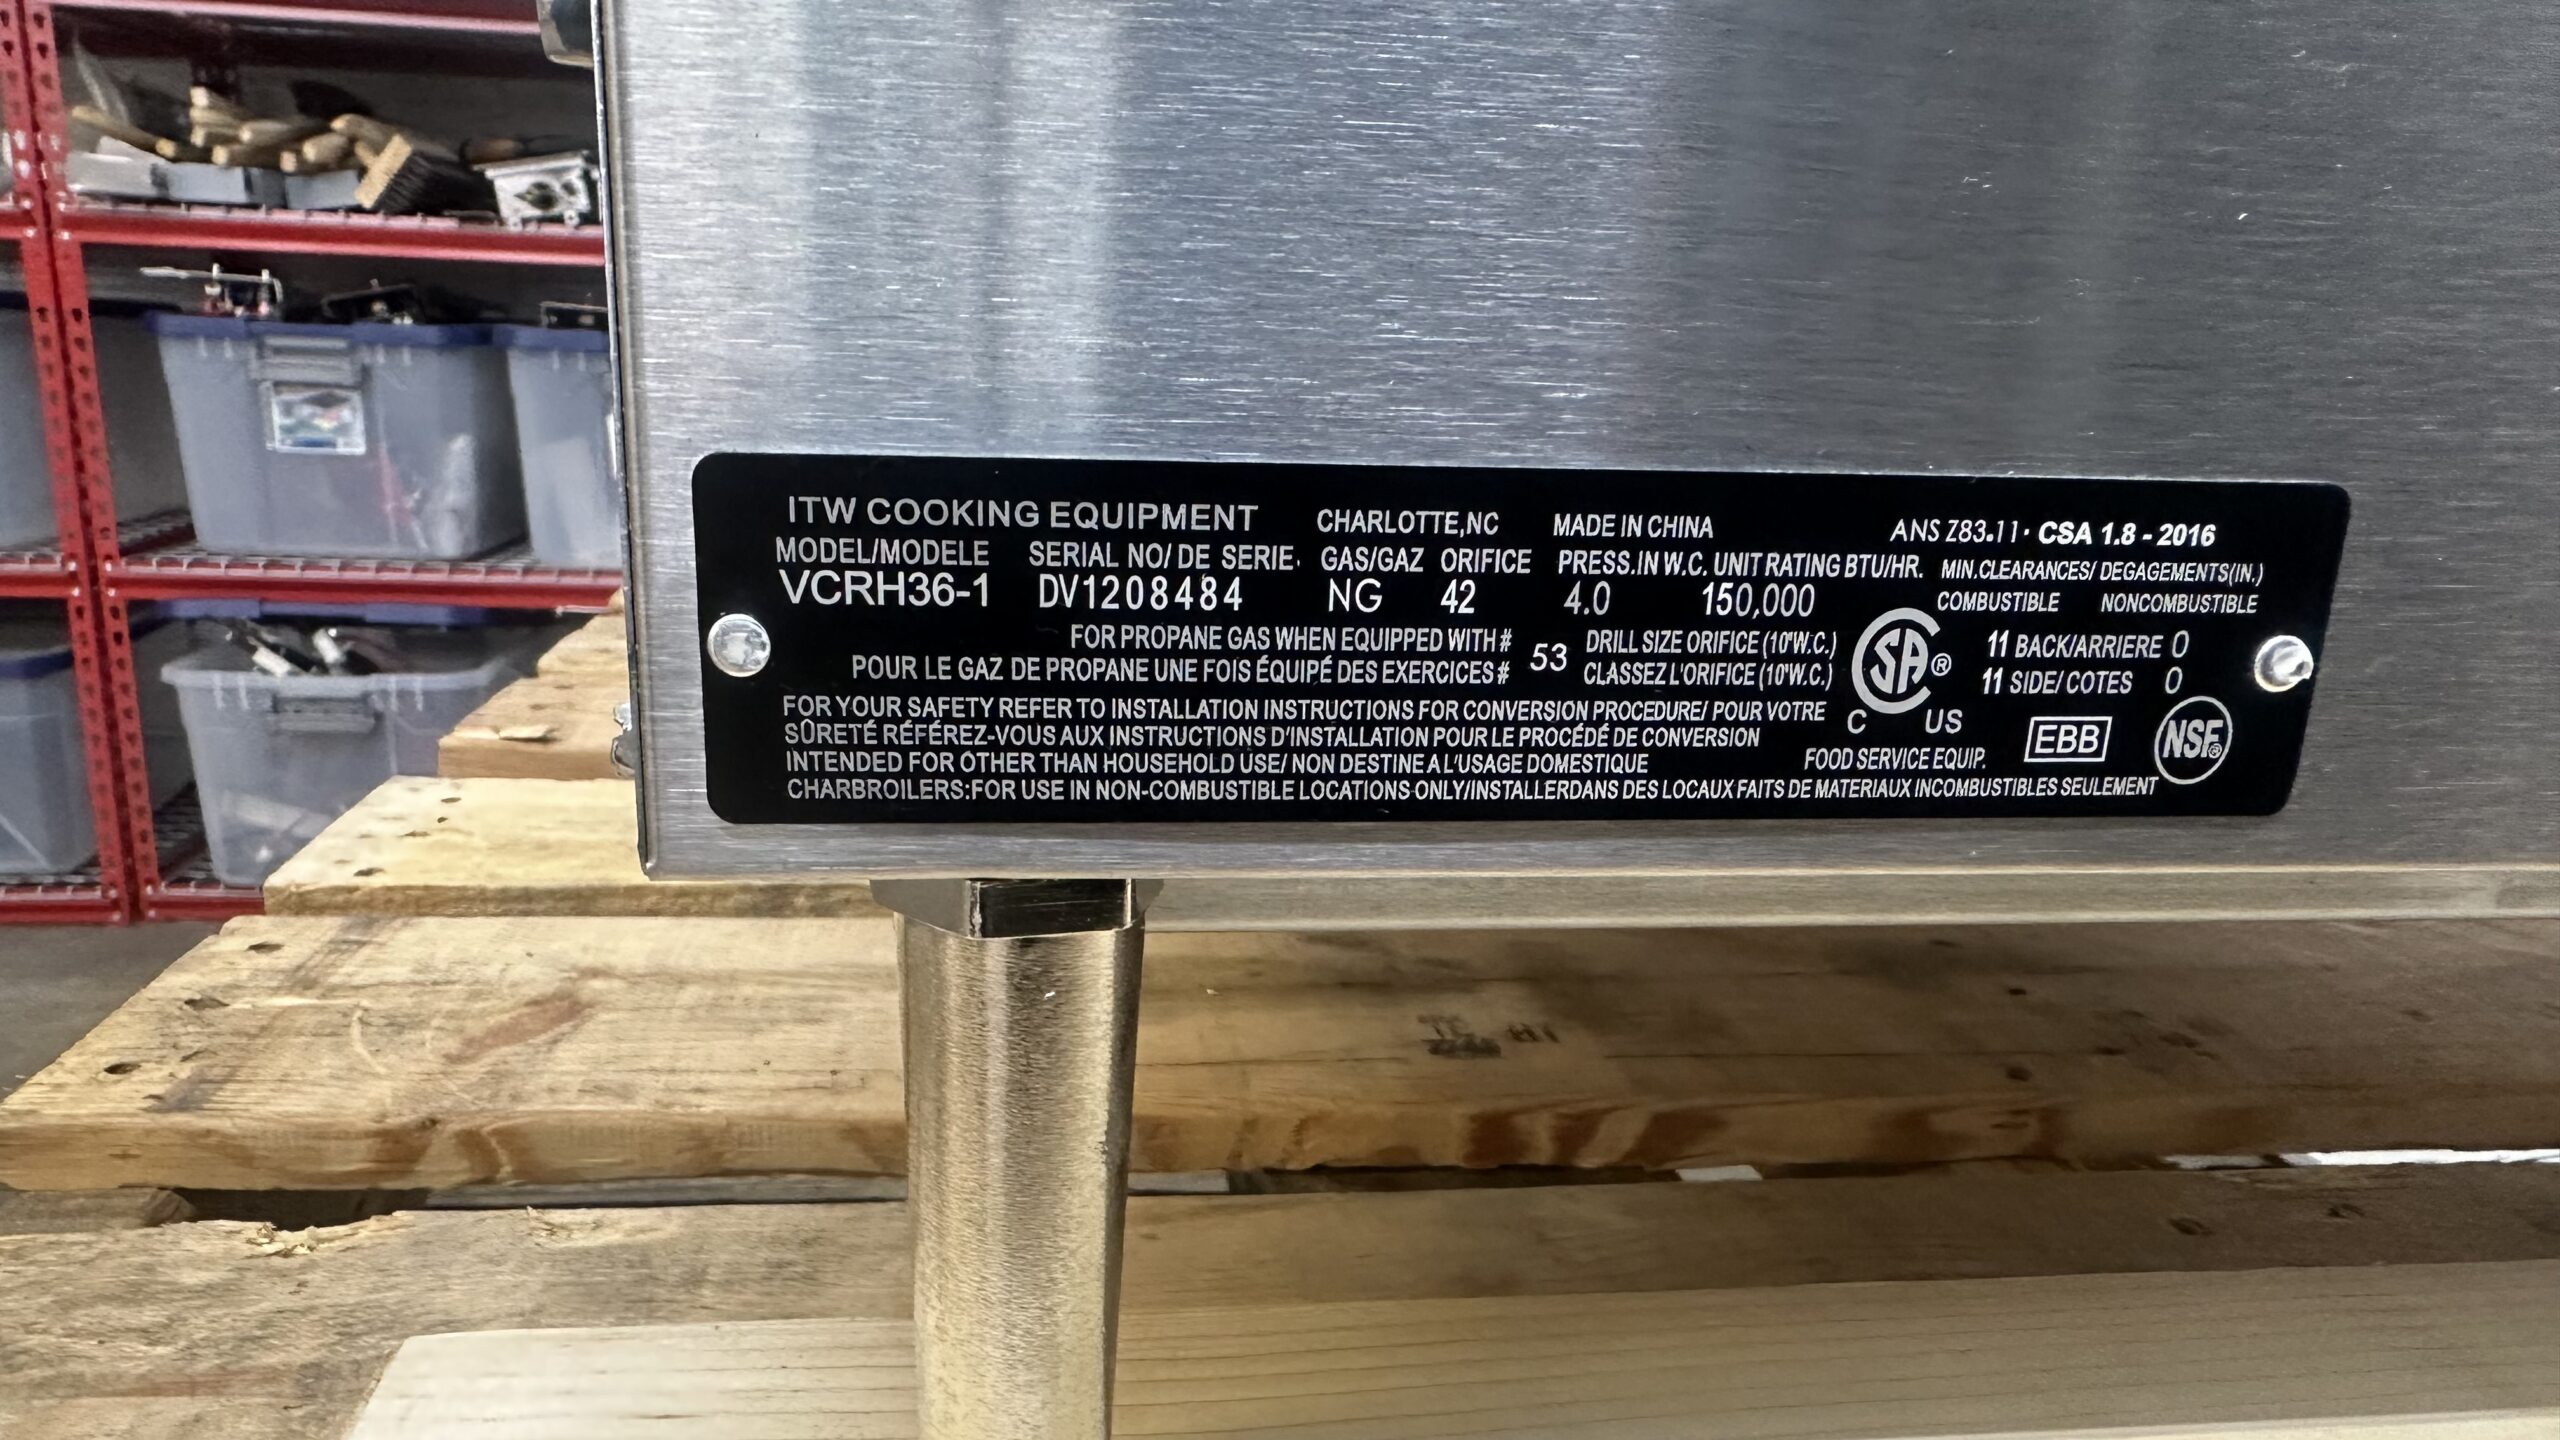 ITW COOKING EQUIPMENT CHARLOTTE,NC MADE IN CHINA ANS Z83.11· CSA 1.8 - 2016
MODEL/MODELE SERIAL NO/ DE SERIE. GAS/GAZ ORIFICE PRESS.IN W.C. UNIT RATING BTU/HR. MIN.CLEARANCES/ DEGAGEMENTS(IN.)
VCRH36-1 DV1208484 NG 42 4.0 150,000 COMBUSTIBLE NONCOMBUSTIBLE
FOR PROPANE GAS WHEN EQUIPPED WITH # 53 DRILL SIZE ORIFICE (10"W.C.) 11 BACK/ARRIERE 0
POUR LE GAZ DE PROPANE UNE FOIS ÉQUIPÉ DES EXERCICES # CLASSEZ L'ORIFICE (10"W.C.) 11 SIDE/ COTES 0
SA ®
FOR YOUR SAFETY REFER TO INSTALLATION INSTRUCTIONS FOR CONVERSION PROCEDURE/ POUR VOTRE C US
SÛRETÉ RÉFÉREZ-VOUS AUX INSTRUCTIONS D'INSTALLATION POUR LE PROCÉDÉ DE CONVERSION EBB NSF®
INTENDED FOR OTHER THAN HOUSEHOLD USE/ NON DESTINE A L'USAGE DOMESTIQUE FOOD SERVICE EQUIP.
CHARBROILERS:FOR USE IN NON-COMBUSTIBLE LOCATIONS ONLY/INSTALLERDANS DES LOCAUX FAITS DE MATERIAUX INCOMBUSTIBLES SEULEMENT